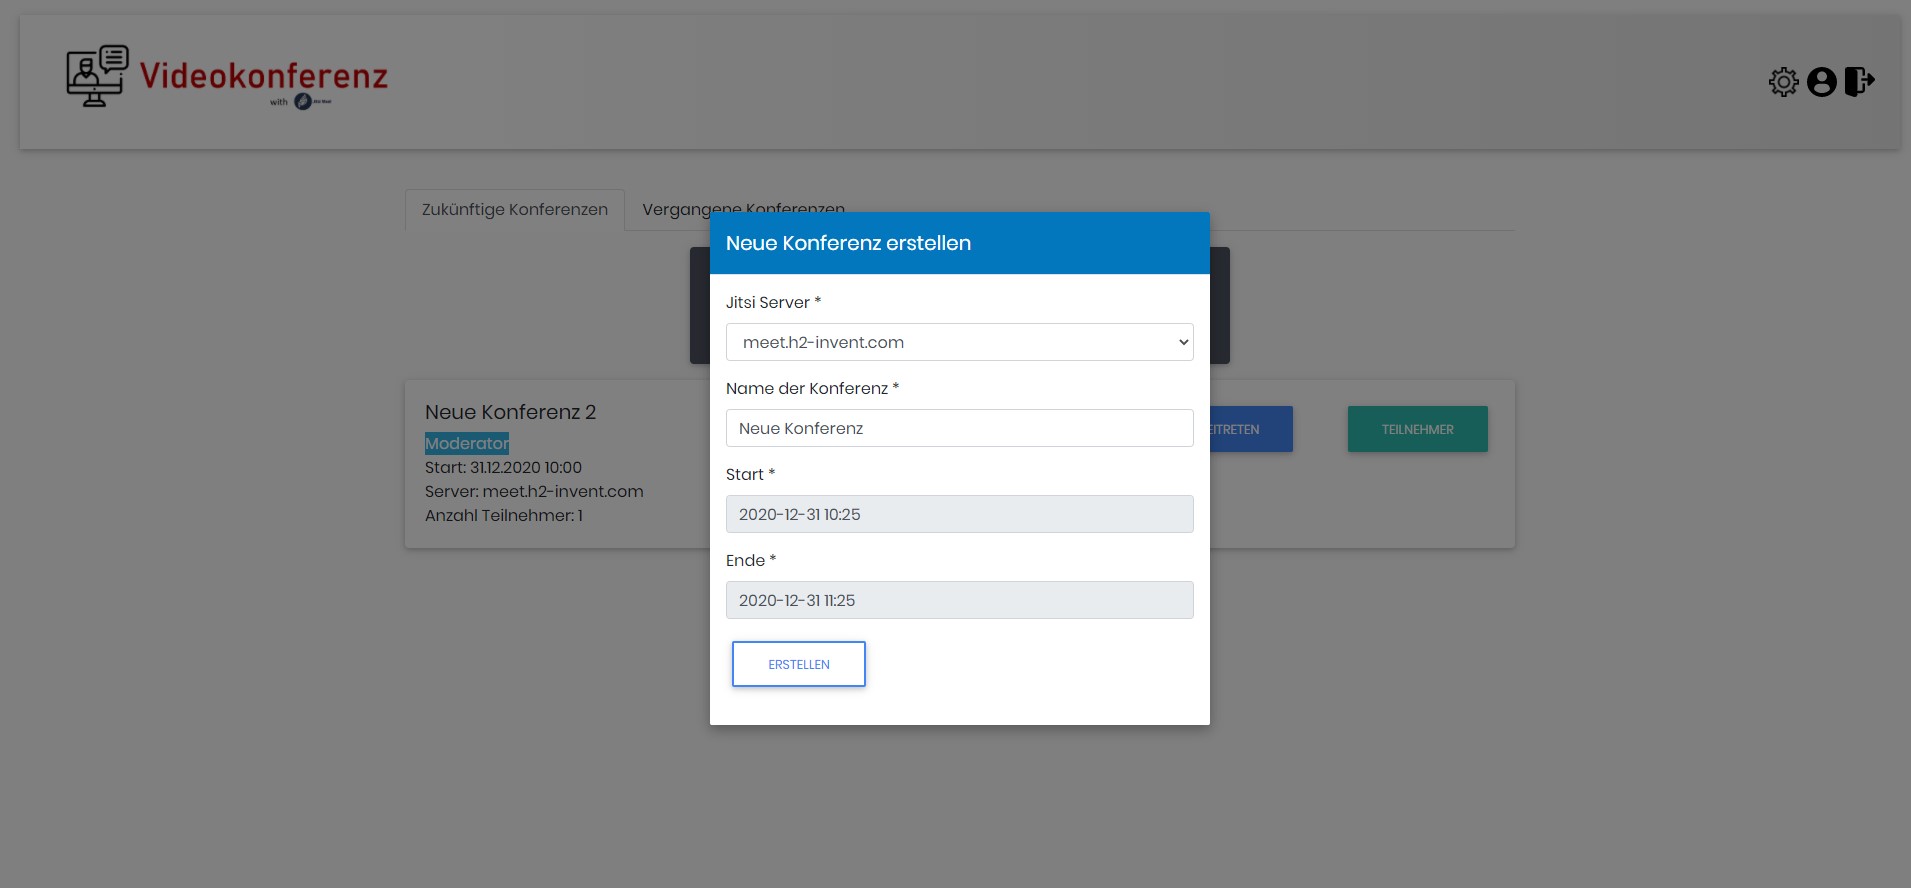 Videokonferenz
with
Zukünftige Konferenzen
Vergangene Konferenzen
Neue Konferenz erstellen
Jitsi Server *
meet.h2-invent.com
Name der Konferenz *
Neue Konferenz
Start *
2020-12-31 10:25
Ende *
2020-12-31 11:25
ERSTELLEN
Neue Konferenz 2
Moderator
Start: 31.12.2020 10:00
Server: meet.h2-invent.com
Anzahl Teilnehmer: 1
EITRETEN
TEILNEHMER